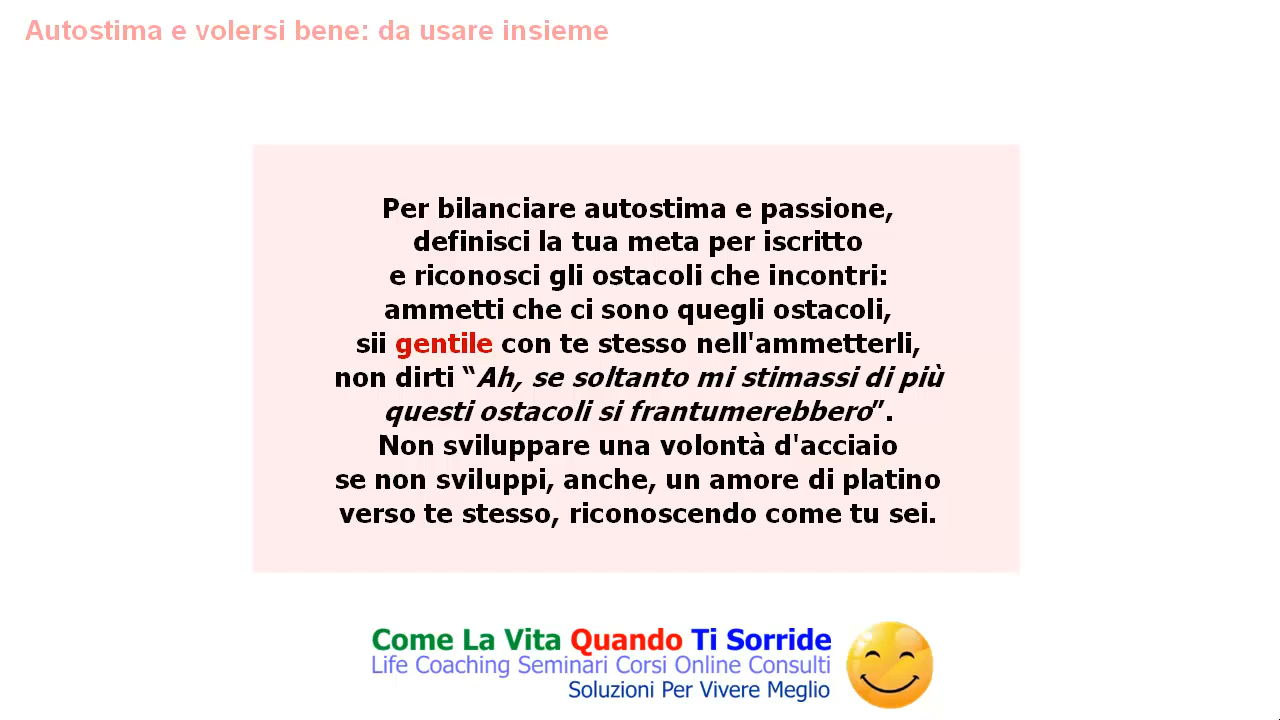 Autostima e volersi bene: da usare insieme
Per bilanciare autostima e passione,
definisci la tua meta per iscritto
e riconosci gli ostacoli che incontri:
ammetti che ci sono quegli ostacoli,
sii gentile con te stesso nell'ammetterli,
non dirti “Ah, se soltanto mi stimassi di più
questi ostacoli si frantumerebbero”.
Non sviluppare una volontà d'acciaio
se non sviluppi, anche, un amore di platino
verso te stesso, riconoscendo come tu sei.
Come La Vita Quando Ti Sorride
Life Coaching Seminari Corsi Online Consulti
Soluzioni Per Vivere Meglio